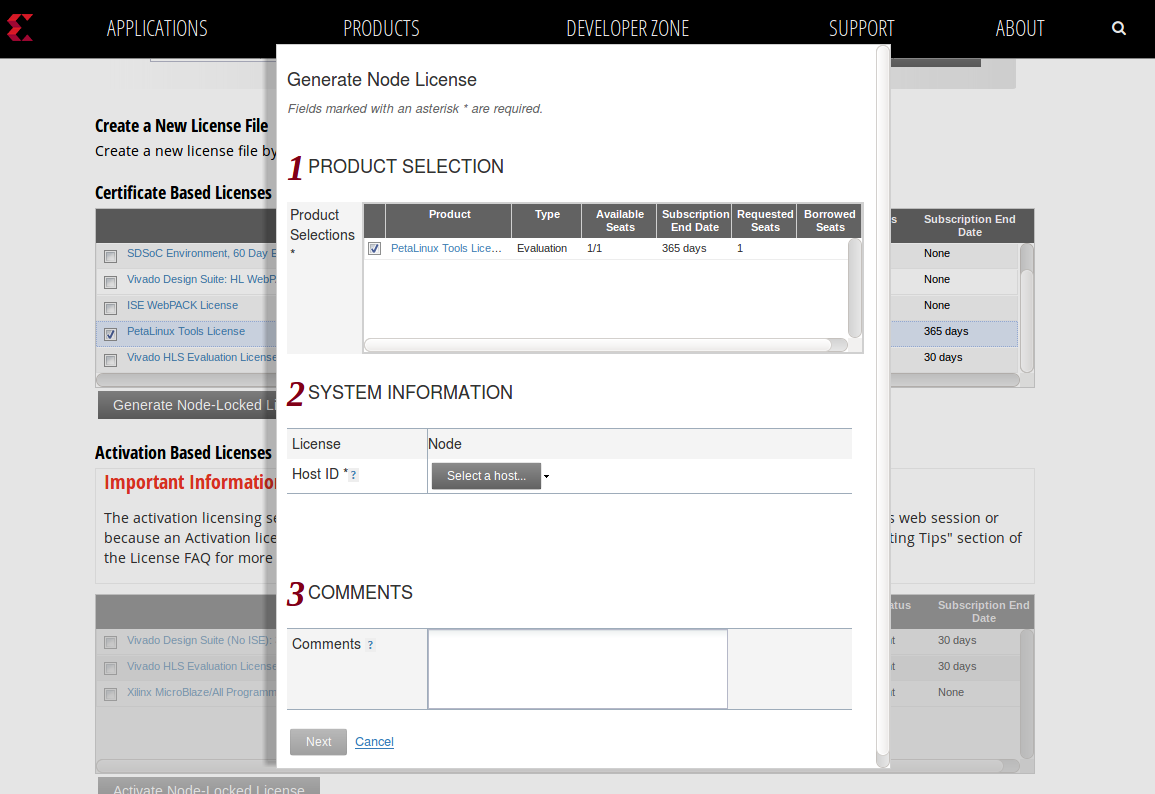 APPLICATIONS PRODUCTS DEVELOPER ZONE SUPPORT ABOUT
Generate Node License
Fields marked with an asterisk * are required.
1 PRODUCT SELECTION
Product
Selections
*
Product Type Available Seats Subscription End Date Requested Seats Borrowed Seats
PetaLinux Tools Lice... Evaluation 1/1 365 days 1
2 SYSTEM INFORMATION
License Node
Host ID * ? Select a host...
3 COMMENTS
Comments ?
Next Cancel
Create a New License File
Create a new license file by
Certificate Based Licenses
s Subscription End Date
SDSoC Environment, 60 Day E None
Vivado Design Suite: HL WebP None
ISE WebPACK License None
PetaLinux Tools License 365 days
Vivado HLS Evaluation License 30 days
Generate Node-Locked Li
Activation Based Licenses
Important Information
The activation licensing se s web session or
because an Activation lice ting Tips" section of
the License FAQ for more
atus Subscription End Date
Vivado Design Suite (No ISE): nt 30 days
Vivado HLS Evaluation License nt 30 days
Xilinx MicroBlaze/All Programm nt None
Activate Node-Locked License